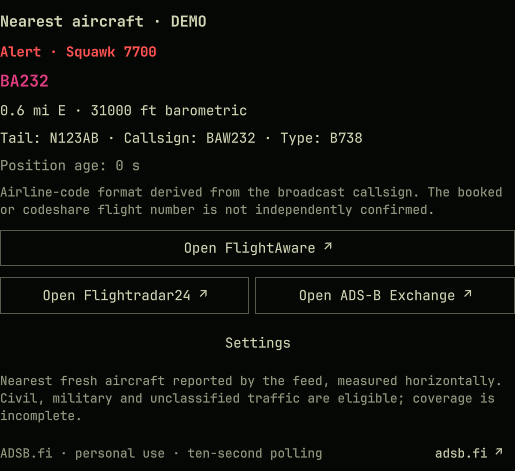 Nearest aircraft · DEMO
Alert · Squawk 7700
BA232
0.6 mi E · 31000 ft barometric
Tail: N123AB · Callsign: BAW232 · Type: B738
Position age: 0 s
Airline-code format derived from the broadcast callsign. The booked
or codeshare flight number is not independently confirmed.
Open FlightAware ↗
Open Flightradar24 ↗ Open ADS-B Exchange ↗
Settings
Nearest fresh aircraft reported by the feed, measured horizontally.
Civil, military and unclassified traffic are eligible; coverage is
incomplete.
ADSB.fi · personal use · ten-second polling adsb.fi ↗